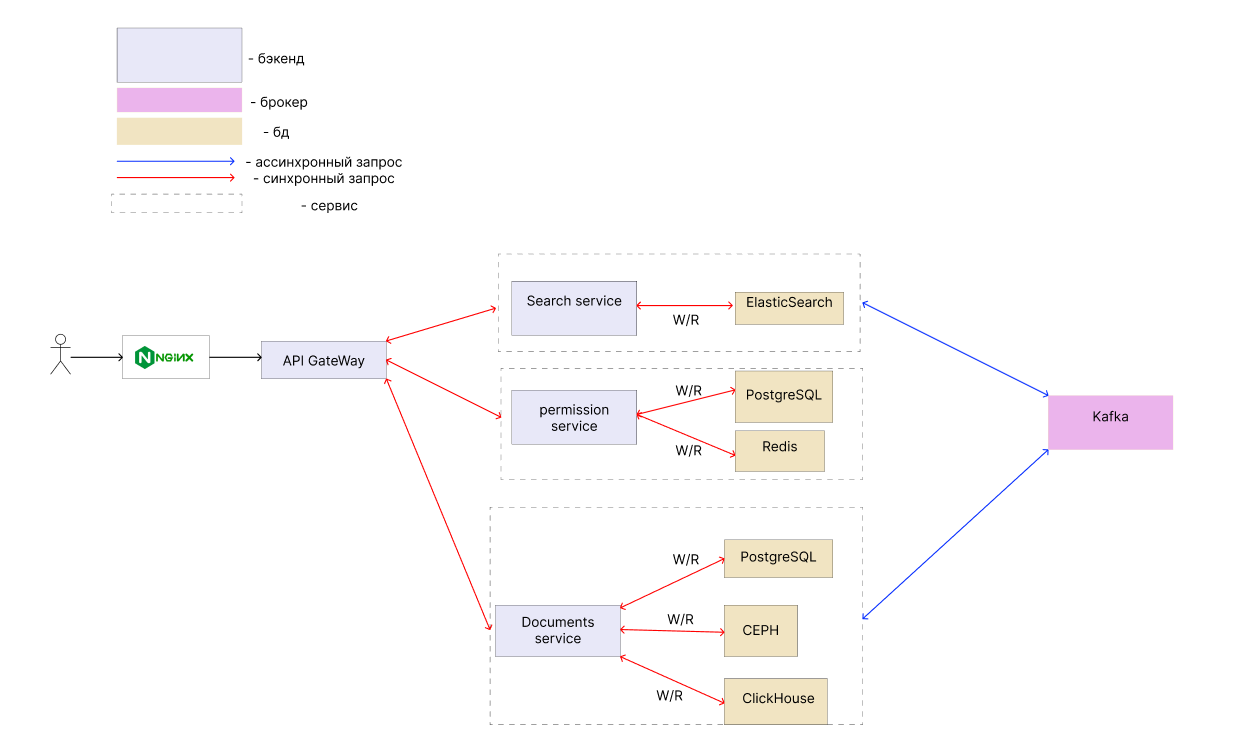 - бэкенд
- брокер
- бд
- ассинхронный запрос
- синхронный запрос
- сервис
Search service
ElasticSearch
W/R
NGiNX
API GateWay
permission
service
W/R
PostgreSQL
W/R
Redis
Kafka
Documents
service
W/R
PostgreSQL
W/R
CEPH
W/R
ClickHouse